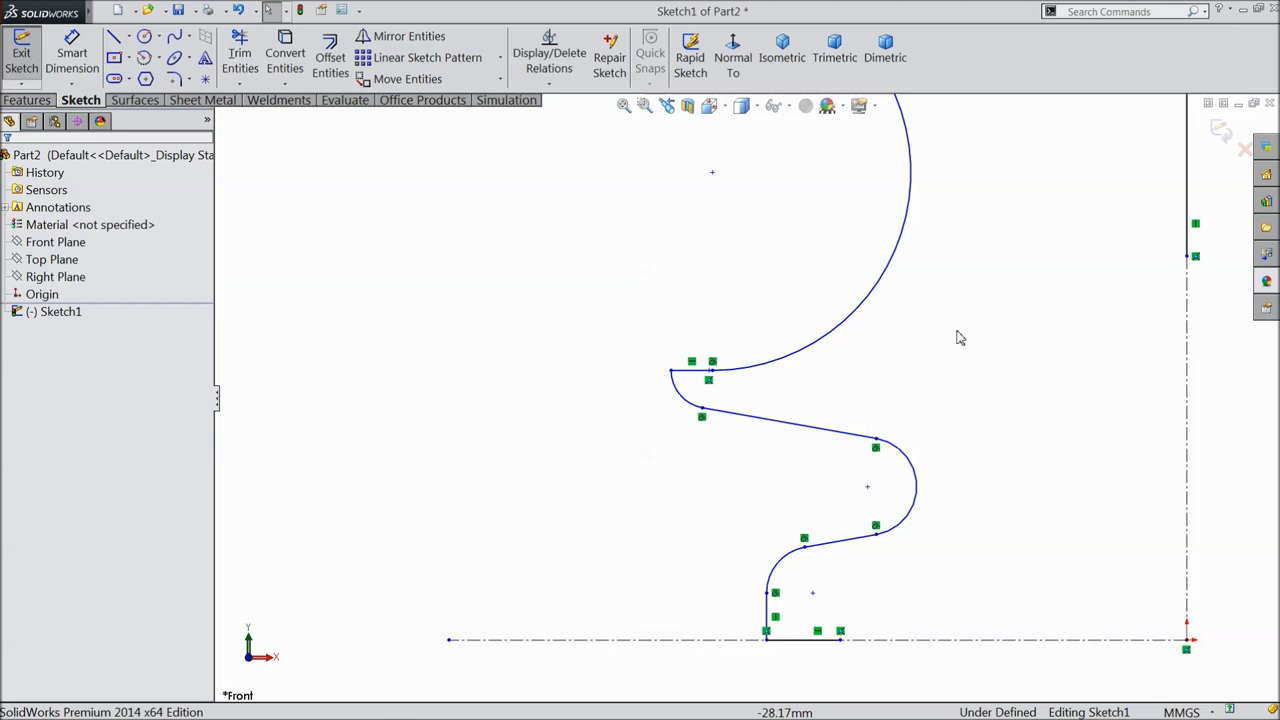 SOLIDWORKS
Sketch1 of Part2 *
Search Commands
Exit Sketch
Smart Dimension
Trim Entities
Convert Entities
Offset Entities
Mirror Entities
Linear Sketch Pattern
Move Entities
Display/Delete Relations
Repair Sketch
Quick Snaps
Rapid Sketch
Normal To
Isometric
Trimetric
Dimetric
Features
Sketch
Surfaces
Sheet Metal
Weldments
Evaluate
Office Products
Simulation
Part2 (Default<<Default>_Display Sta
History
Sensors
Annotations
Material <not specified>
Front Plane
Top Plane
Right Plane
Origin
(-) Sketch1
Y
X
*Front
SolidWorks Premium 2014 x64 Edition
-28.17mm
Under Defined
Editing Sketch1
MMGS